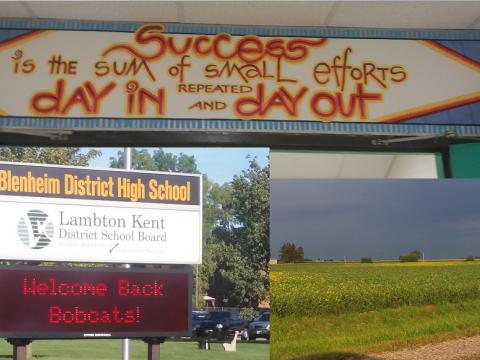 Success
is the sum of small efforts
day in REPEATED AND day out
Blenheim District High School
Lambton Kent
District School Board
Welcome Back
Bobcats!